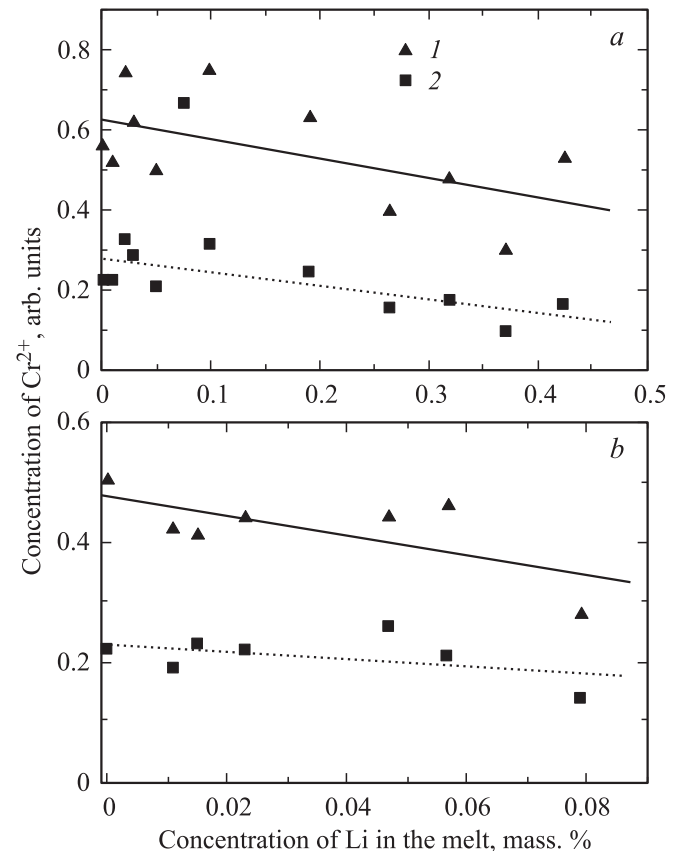 a
1
2
0.8
0.6
0.4
0.2
0
0 0.1 0.2 0.3 0.4 0.5
Concentration of Cr²⁺, arb. units
b
0.6
0.4
0.2
0
0 0.02 0.04 0.06 0.08
Concentration of Li in the melt, mass. %